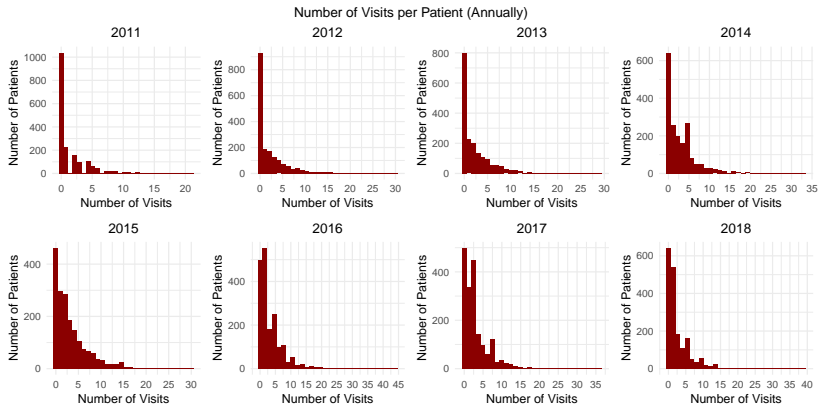 Number of Visits per Patient (Annually)
2011
2012
2013
2014
Number of Patients
1000
800
600
400
200
0
0 5 10 15 20
Number of Visits
Number of Patients
800
600
400
200
0
0 5 10 15 20 25 30
Number of Visits
Number of Patients
800
600
400
200
0
0 5 10 15 20 25 30
Number of Visits
Number of Patients
600
400
200
0
0 5 10 15 20 25 30 35
Number of Visits
2015
2016
2017
2018
Number of Patients
400
200
0
0 5 10 15 20 25 30
Number of Visits
Number of Patients
400
200
0
0 5 10 15 20 25 30 35 40 45
Number of Visits
Number of Patients
500
400
300
200
100
0
0 5 10 15 20 25 30 35
Number of Visits
Number of Patients
600
400
200
0
0 5 10 15 20 25 30 35 40
Number of Visits